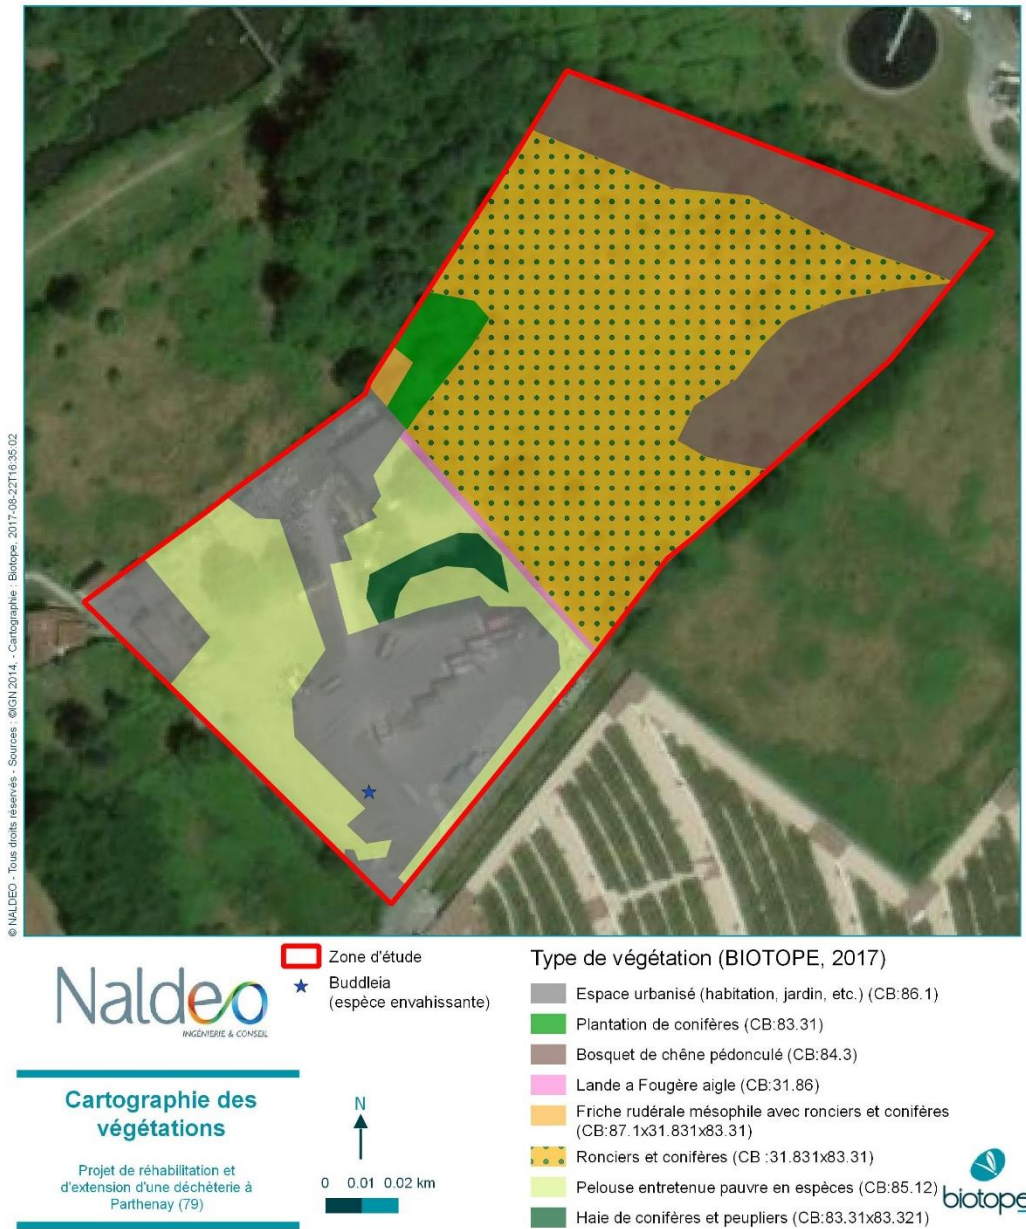 © NALDEO - Tous droits réservés - Sources : ©IGN 2014, - Cartographie : Biotope, 2017-08-22T16:35:02
Naldeo
INGÉNIERIE & CONSEIL
Cartographie des
végétations
Projet de réhabilitation et
d'extension d'une déchèterie à
Parthenay (79)
Zone d'étude
Buddleia
(espèce envahissante)
N
0 0.01 0.02 km
Type de végétation (BIOTOPE, 2017)
Espace urbanisé (habitation, jardin, etc.) (CB:86.1)
Plantation de conifères (CB:83.31)
Bosquet de chêne pédonculé (CB:84.3)
Lande a Fougère aigle (CB:31.86)
Friche rudérale mésophile avec ronciers et conifères
(CB:87.1x31.831x83.31)
Ronciers et conifères (CB :31.831x83.31)
Pelouse entretenue pauvre en espèces (CB:85.12)
Haie de conifères et peupliers (CB:83.31x83.321)
biotope